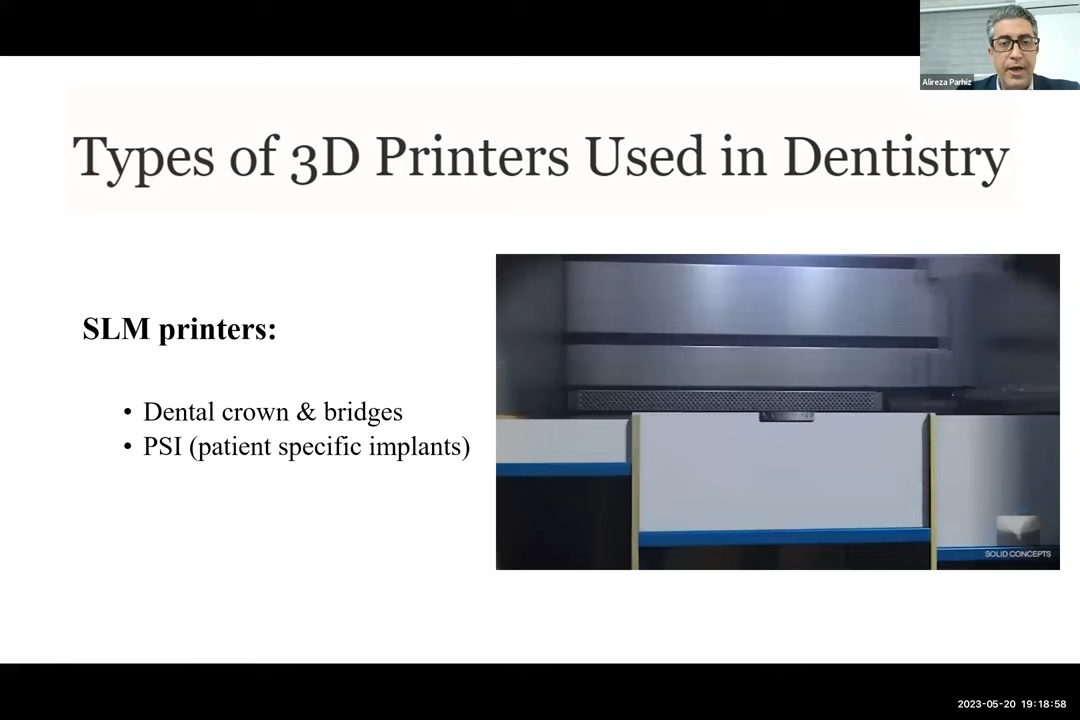 Alireza Parhiz
Types of 3D Printers Used in Dentistry
SLM printers:
• Dental crown & bridges
• PSI (patient specific implants)
SOLID CONCEPTS
2023-05-20 19:18:58